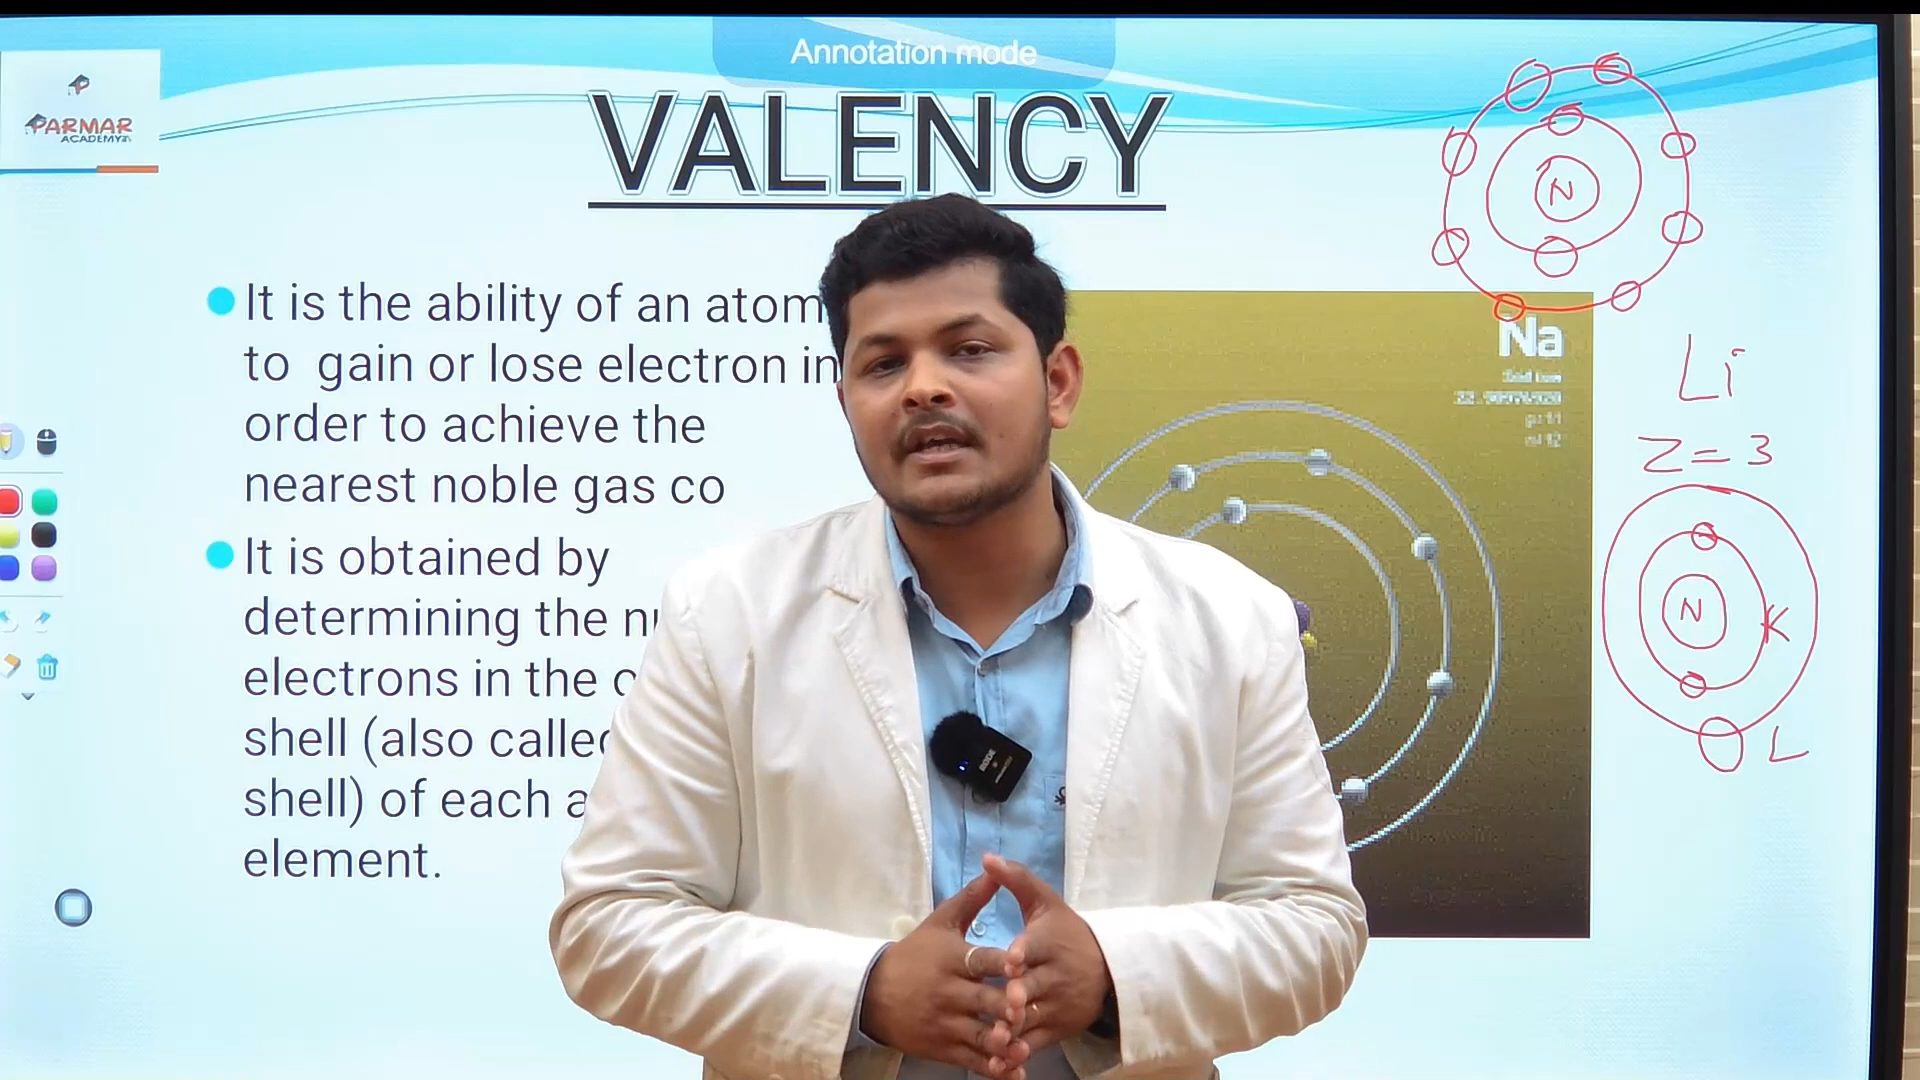 Annotation mode
PARMAR
ACADEMY
VALENCY
It is the ability of an atom
to gain or lose electron in
order to achieve the
nearest noble gas co
It is obtained by
determining the
electrons in the
shell (also called
shell) of each
element.
N
Na
Li
Z = 3
N
K
L
RODE